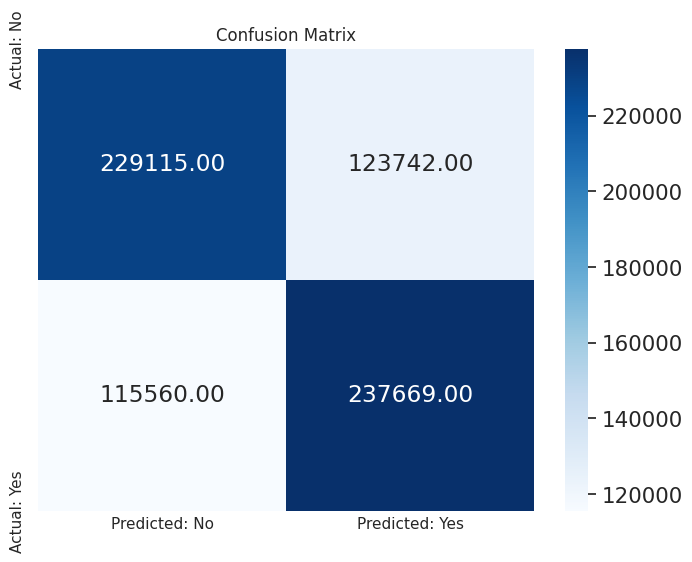 Confusion Matrix
Actual: No
229115.00 123742.00
115560.00 237669.00
Actual: Yes
Predicted: No Predicted: Yes
220000
200000
180000
160000
140000
120000